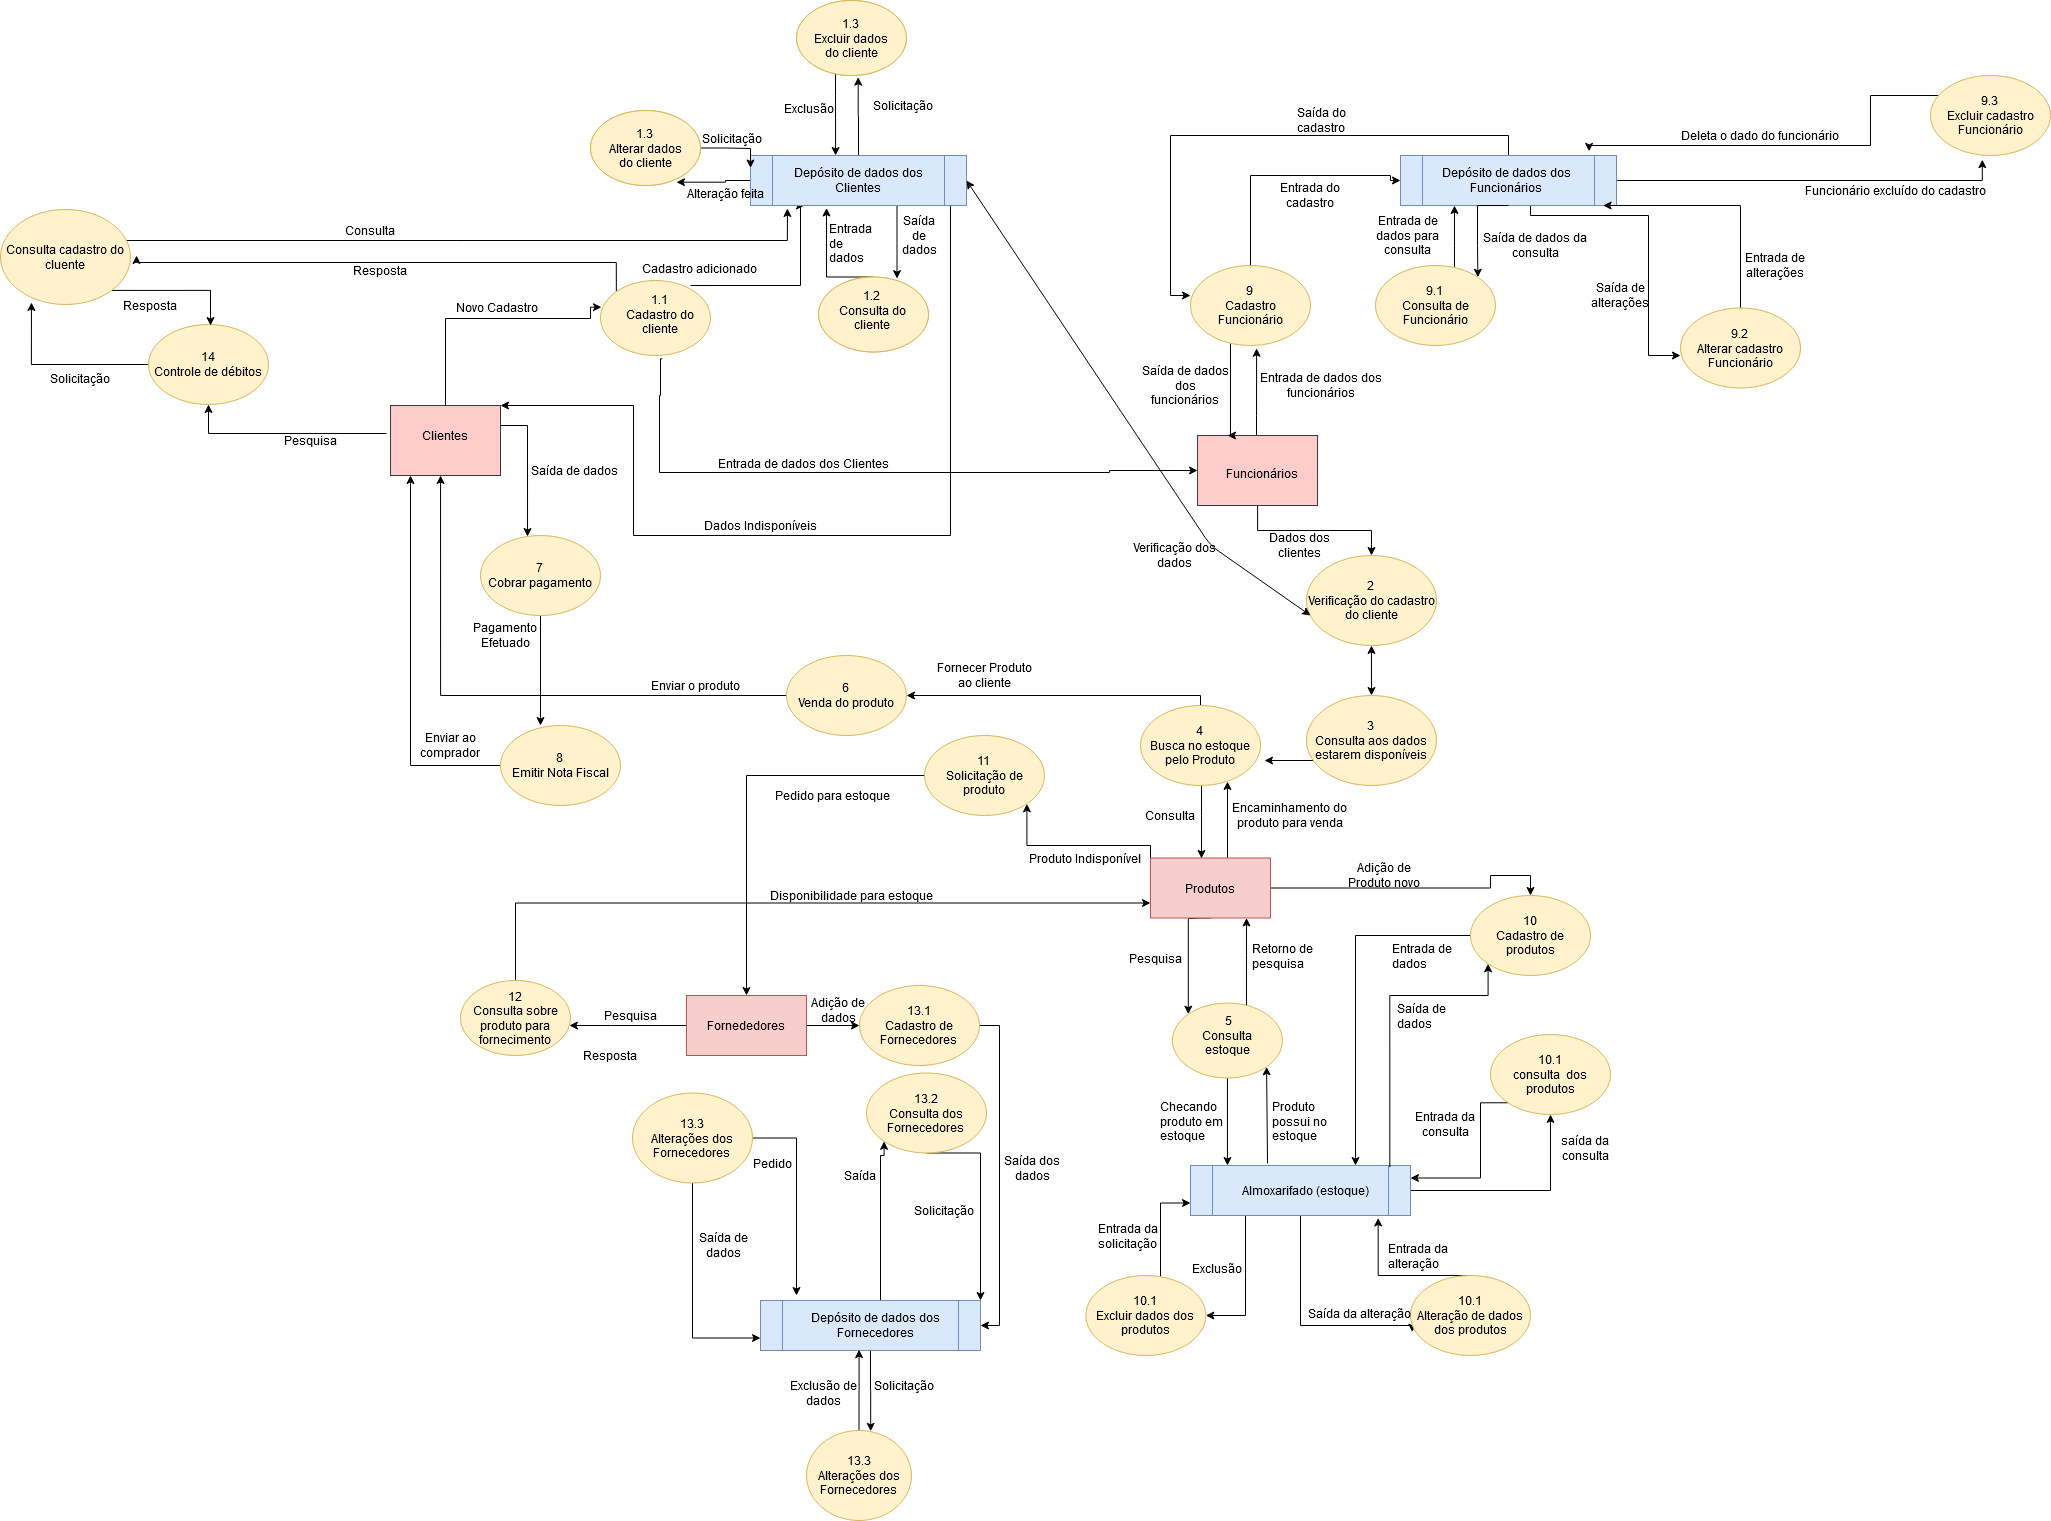 1.3
Excluir dados
do cliente
Exclusão
Solicitação
1.3
Alterar dados
do cliente
Solicitação
Alteração feita
Depósito de dados dos
Clientes
Saída do
cadastro
Depósito de dados dos
Funcionários
Deleta o dado do funcionário
9.3
Excluir cadastro
Funcionário
Funcionário excluído do cadastro
Entrada do
cadastro
Entrada de
dados para
consulta
Saída de dados da
consulta
Entrada de
alterações
Saída de
alterações
Consulta cadastro do
cluente
Consulta
Resposta
Resposta
Cadastro adicionado
Entrada
de
dados
Saída
de
dados
Novo Cadastro
1.1
Cadastro do
cliente
1.2
Consulta do
cliente
9
Cadastro
Funcionário
9.1
Consulta de
Funcionário
9.2
Alterar cadastro
Funcionário
14
Controle de débitos
Solicitação
Pesquisa
Clientes
Saída de dados
Saída de dados
dos
funcionários
Entrada de dados dos
funcionários
Entrada de dados dos Clientes
Funcionários
Dados Indisponíveis
Dados dos
clientes
Verificação dos
dados
7
Cobrar pagamento
2
Verificação do cadastro
do cliente
Pagamento
Efetuado
Enviar o produto
6
Venda do produto
Fornecer Produto
ao cliente
4
Busca no estoque
pelo Produto
3
Consulta aos dados
estarem disponíveis
Enviar ao
comprador
8
Emitir Nota Fiscal
11
Solicitação de
produto
Pedido para estoque
Consulta
Encaminhamento do
produto para venda
Produto Indisponível
Produtos
Adição de
Produto novo
Disponibilidade para estoque
10
Cadastro de
produtos
Pesquisa
Retorno de
pesquisa
Entrada de
dados
Saída de
dados
12
Consulta sobre
produto para
fornecimento
Pesquisa
Resposta
Fornededores
Adição de
dados
13.1
Cadastro de
Fornecedores
5
Consulta
estoque
10.1
consulta  dos
produtos
13.3
Alterações dos
Fornecedores
Pedido
13.2
Consulta dos
Fornecedores
Saída
Solicitação
Saída dos
dados
Saída de
dados
Checando
produto em
estoque
Produto
possui no
estoque
Entrada da
consulta
saída da
consulta
Almoxarifado (estoque)
Entrada da
solicitação
Exclusão
Entrada da
alteração
Saída da alteração
10.1
Excluir dados dos
produtos
10.1
Alteração de dados
dos produtos
Depósito de dados dos
Fornecedores
Exclusão de
dados
Solicitação
13.3
Alterações dos
Fornecedores